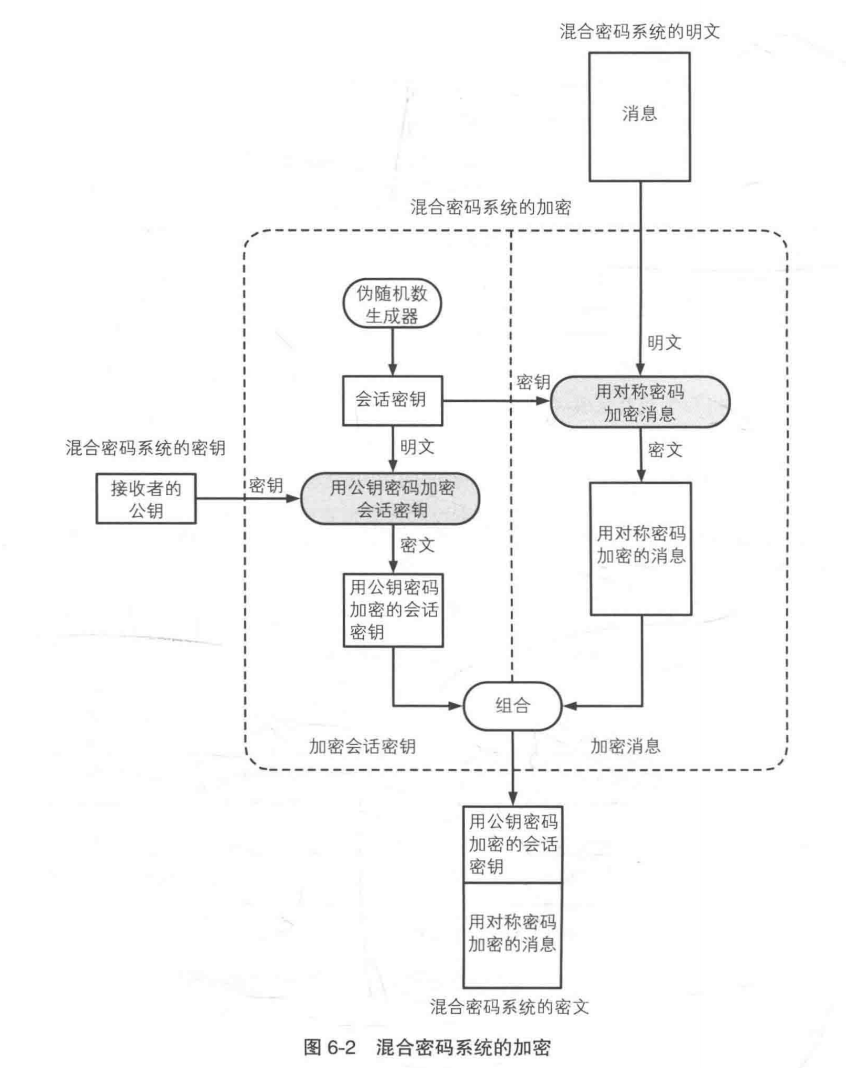 混合密码系统的明文
消息
混合密码系统的加密
伪随机数
生成器
明文
会话密钥
密钥
用对称密码
加密消息
混合密码系统的密钥
明文
密文
接收者的
公钥
密钥
用公钥密码加密
会话密钥
用对称密码
加密的消息
密文
用公钥密码
加密的会话
密钥
组合
加密会话密钥
加密消息
用公钥密码
加密的会话
密钥
用对称密码
加密的消息
混合密码系统的密文
图 6-2 混合密码系统的加密